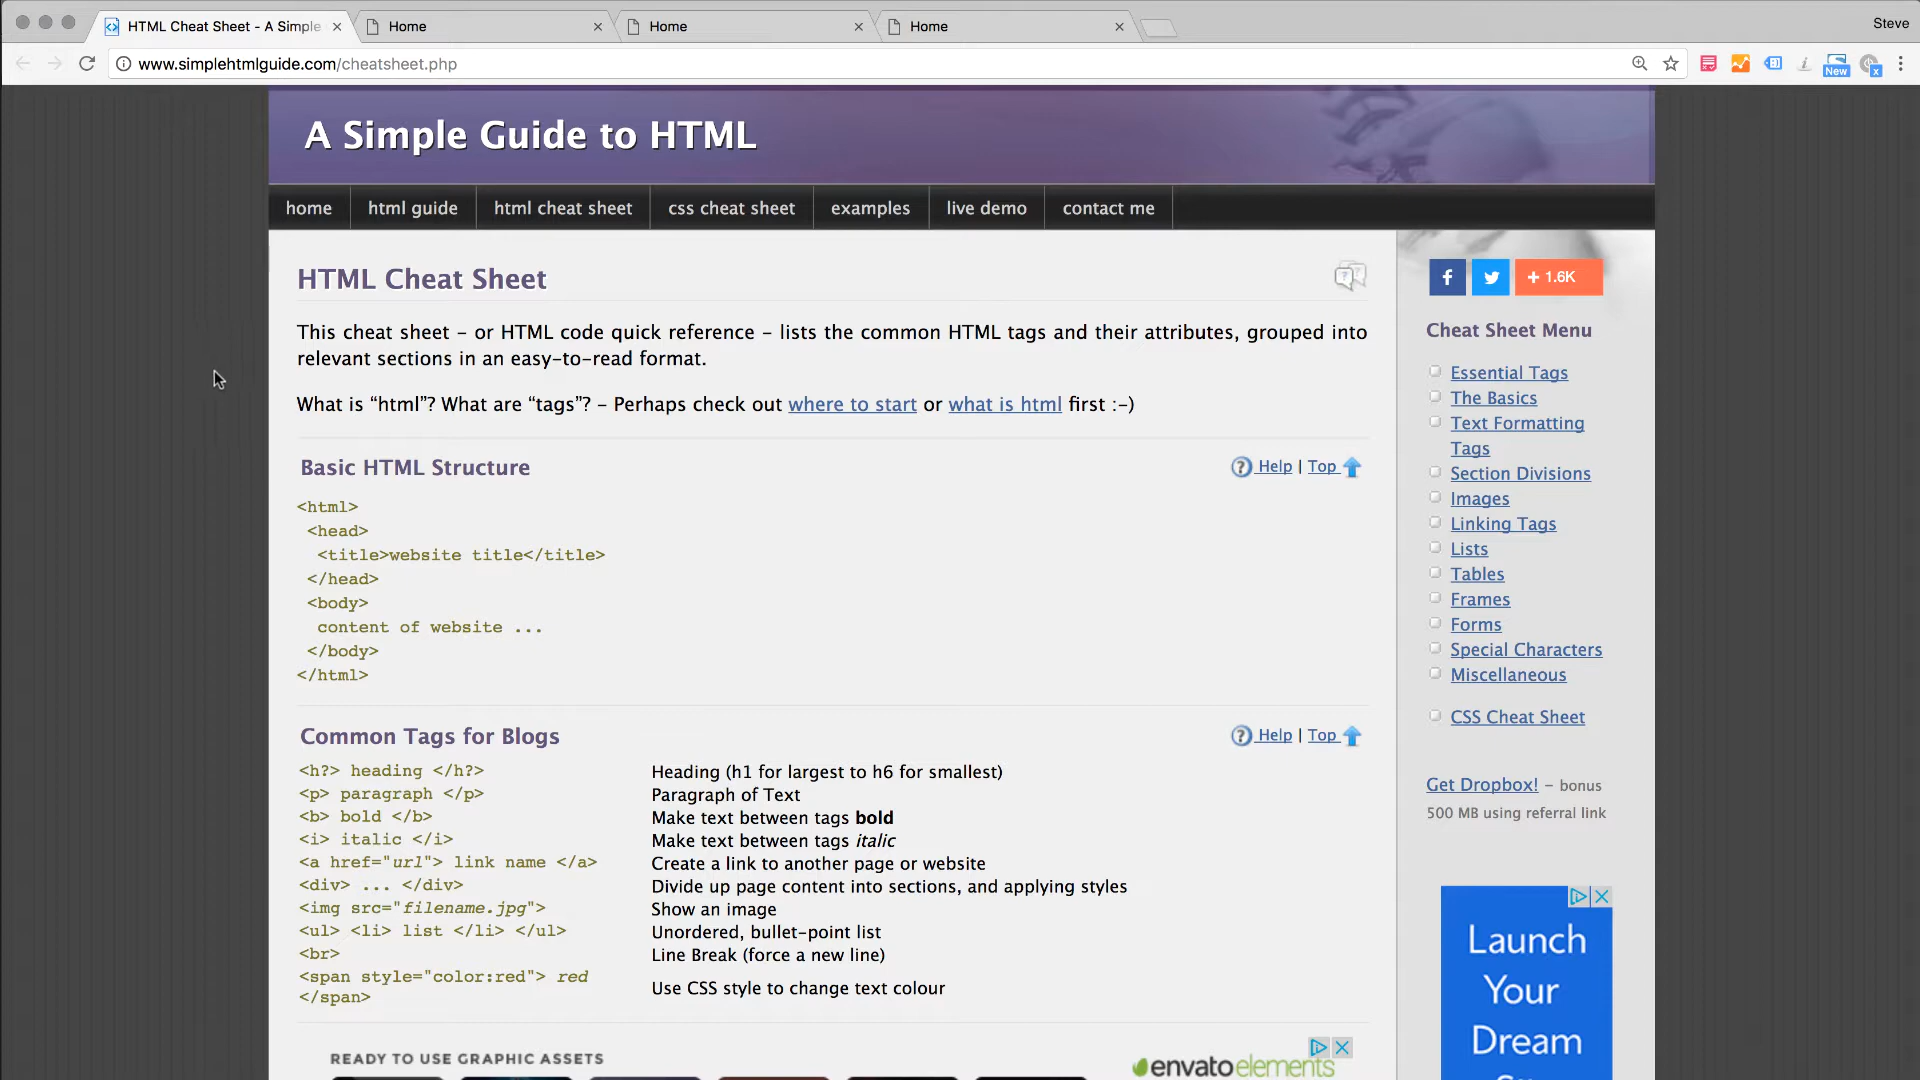 HTML Cheat Sheet - A Simple
Home
Home
Home
Steve
www.simplehtmlguide.com/cheatsheet.php
New
x
A Simple Guide to HTML
home
html guide
html cheat sheet
css cheat sheet
examples
live demo
contact me
HTML Cheat Sheet
This cheat sheet – or HTML code quick reference – lists the common HTML tags and their attributes, grouped into
relevant sections in an easy-to-read format.
What is “html”? What are “tags”? – Perhaps check out where to start or what is html first :-)
Basic HTML Structure
Help | Top
<html>
<head>
<title>website title</title>
</head>
<body>
content of website ...
</body>
</html>
Common Tags for Blogs
Help | Top
<h?> heading </h?> Heading (h1 for largest to h6 for smallest)
<p> paragraph </p> Paragraph of Text
<b> bold </b> Make text between tags bold
<i> italic </i> Make text between tags italic
<a href="url"> link name </a> Create a link to another page or website
<div> ... </div> Divide up page content into sections, and applying styles
<img src="filename.jpg"> Show an image
<ul> <li> list </li> </ul> Unordered, bullet-point list
<br> Line Break (force a new line)
<span style="color:red"> red
</span>
Use CSS style to change text colour
READY TO USE GRAPHIC ASSETS
envatoelements
+ 1.6K
Cheat Sheet Menu
Essential Tags
The Basics
Text Formatting
Tags
Section Divisions
Images
Linking Tags
Lists
Tables
Frames
Forms
Special Characters
Miscellaneous
CSS Cheat Sheet
Get Dropbox! – bonus
500 MB using referral link
Launch
Your
Dream